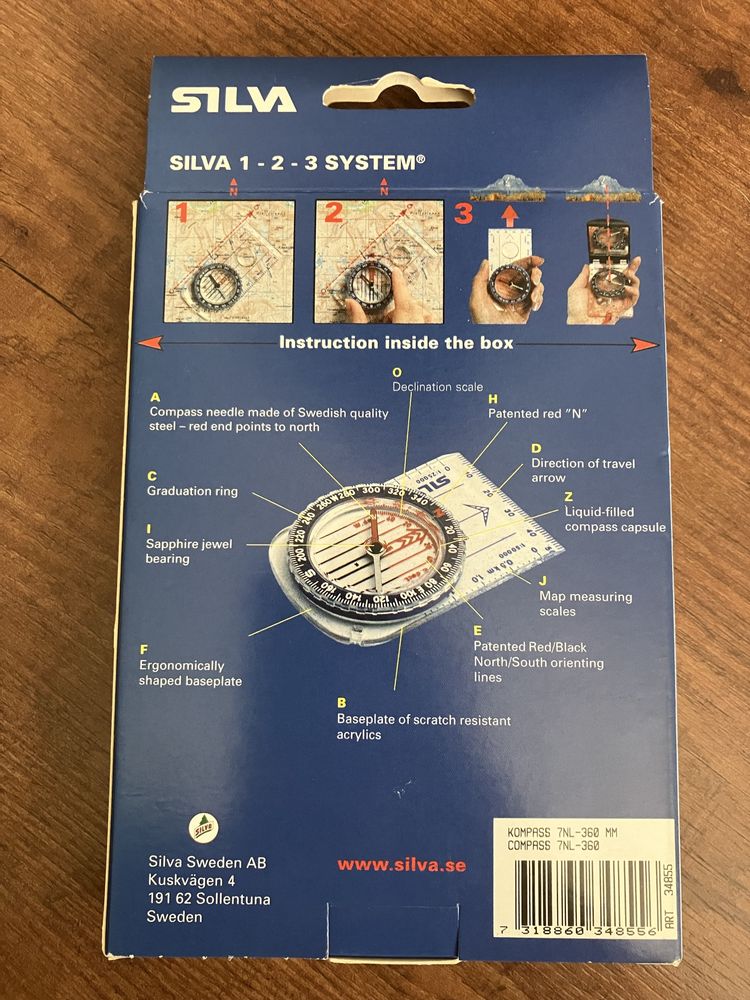 SILVA
SILVA 1 - 2 - 3 SYSTEM®
N
N
1
2
3
Instruction inside the box
A
Compass needle made of Swedish quality
steel – red end points to north
O
Declination scale
H
Patented red "N"
C
Graduation ring
D
Direction of travel
arrow
I
Sapphire jewel
bearing
Z
Liquid-filled
compass capsule
J
Map measuring
scales
F
Ergonomically
shaped baseplate
E
Patented Red/Black
North/South orienting
lines
B
Baseplate of scratch resistant
acrylics
SILVA
Silva Sweden AB
Kuskvägen 4
191 62 Sollentuna
Sweden
www.silva.se
KOMPASS 7NL-360 MM
COMPASS 7NL-360
ART 34855
7 318860 348556